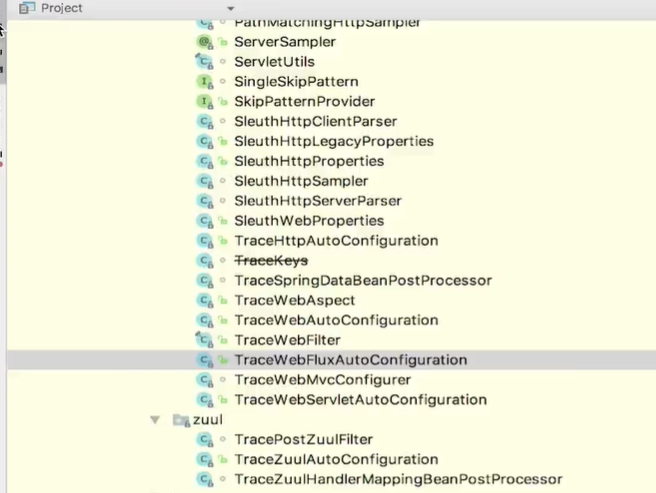 Project
PathMatchingHttpSampler
ServerSampler
ServletUtils
SingleSkipPattern
SkipPatternProvider
SleuthHttpClientParser
SleuthHttpLegacyProperties
SleuthHttpProperties
SleuthHttpSampler
SleuthHttpServerParser
SleuthWebProperties
TraceHttpAutoConfiguration
TraceKeys
TraceSpringDataBeanPostProcessor
TraceWebAspect
TraceWebAutoConfiguration
TraceWebFilter
TraceWebFluxAutoConfiguration
TraceWebMvcConfigurer
TraceWebServletAutoConfiguration
zuul
TracePostZuulFilter
TraceZuulAutoConfiguration
TraceZuulHandlerMappingBeanPostProcessor